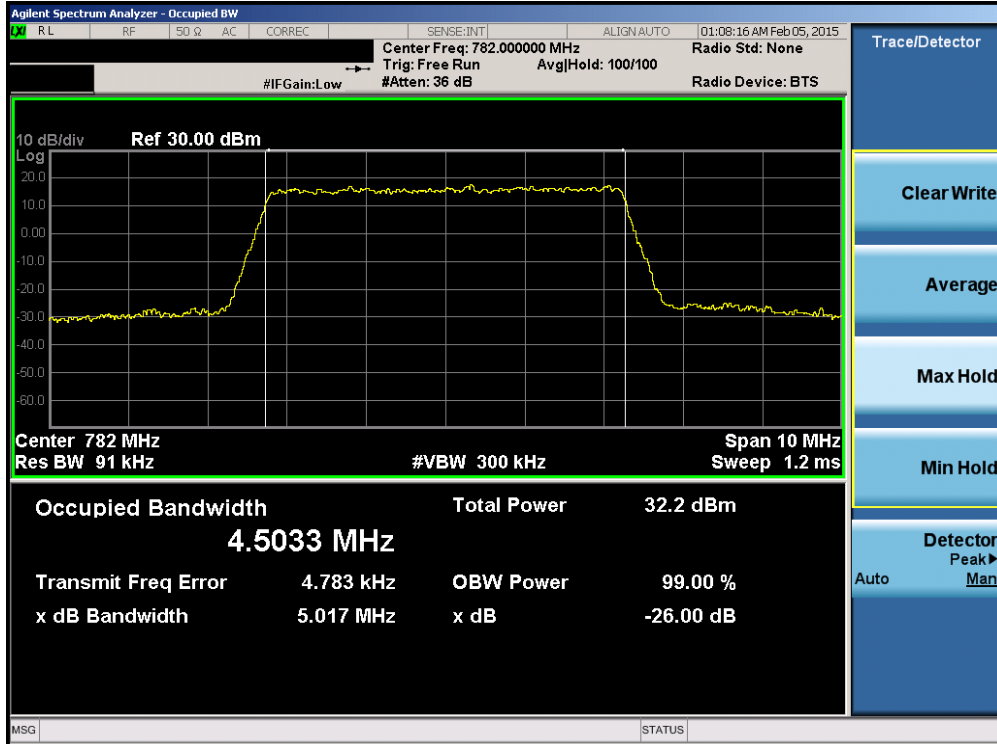 Agilent Spectrum Analyzer - Occupied BW
LXI RL RF 50 Ω AC CORREC SENSE:INT ALIGN AUTO 01:08:16 AM Feb 05, 2015
Center Freq: 782.000000 MHz Radio Std: None
Trig: Free Run Avg|Hold: 100/100
#IFGain:Low #Atten: 36 dB Radio Device: BTS
Trace/Detector
10 dB/div Ref 30.00 dBm
Log
20.0
10.0
0.00
-10.0
-20.0
-30.0
-40.0
-50.0
-60.0
Center 782 MHz Span 10 MHz
Res BW 91 kHz #VBW 300 kHz Sweep 1.2 ms
Occupied Bandwidth Total Power 32.2 dBm
4.5033 MHz
Transmit Freq Error 4.783 kHz OBW Power 99.00 %
x dB Bandwidth 5.017 MHz x dB -26.00 dB
Clear Write
Average
Max Hold
Min Hold
Detector
Peak▶
Auto Man
MSG STATUS